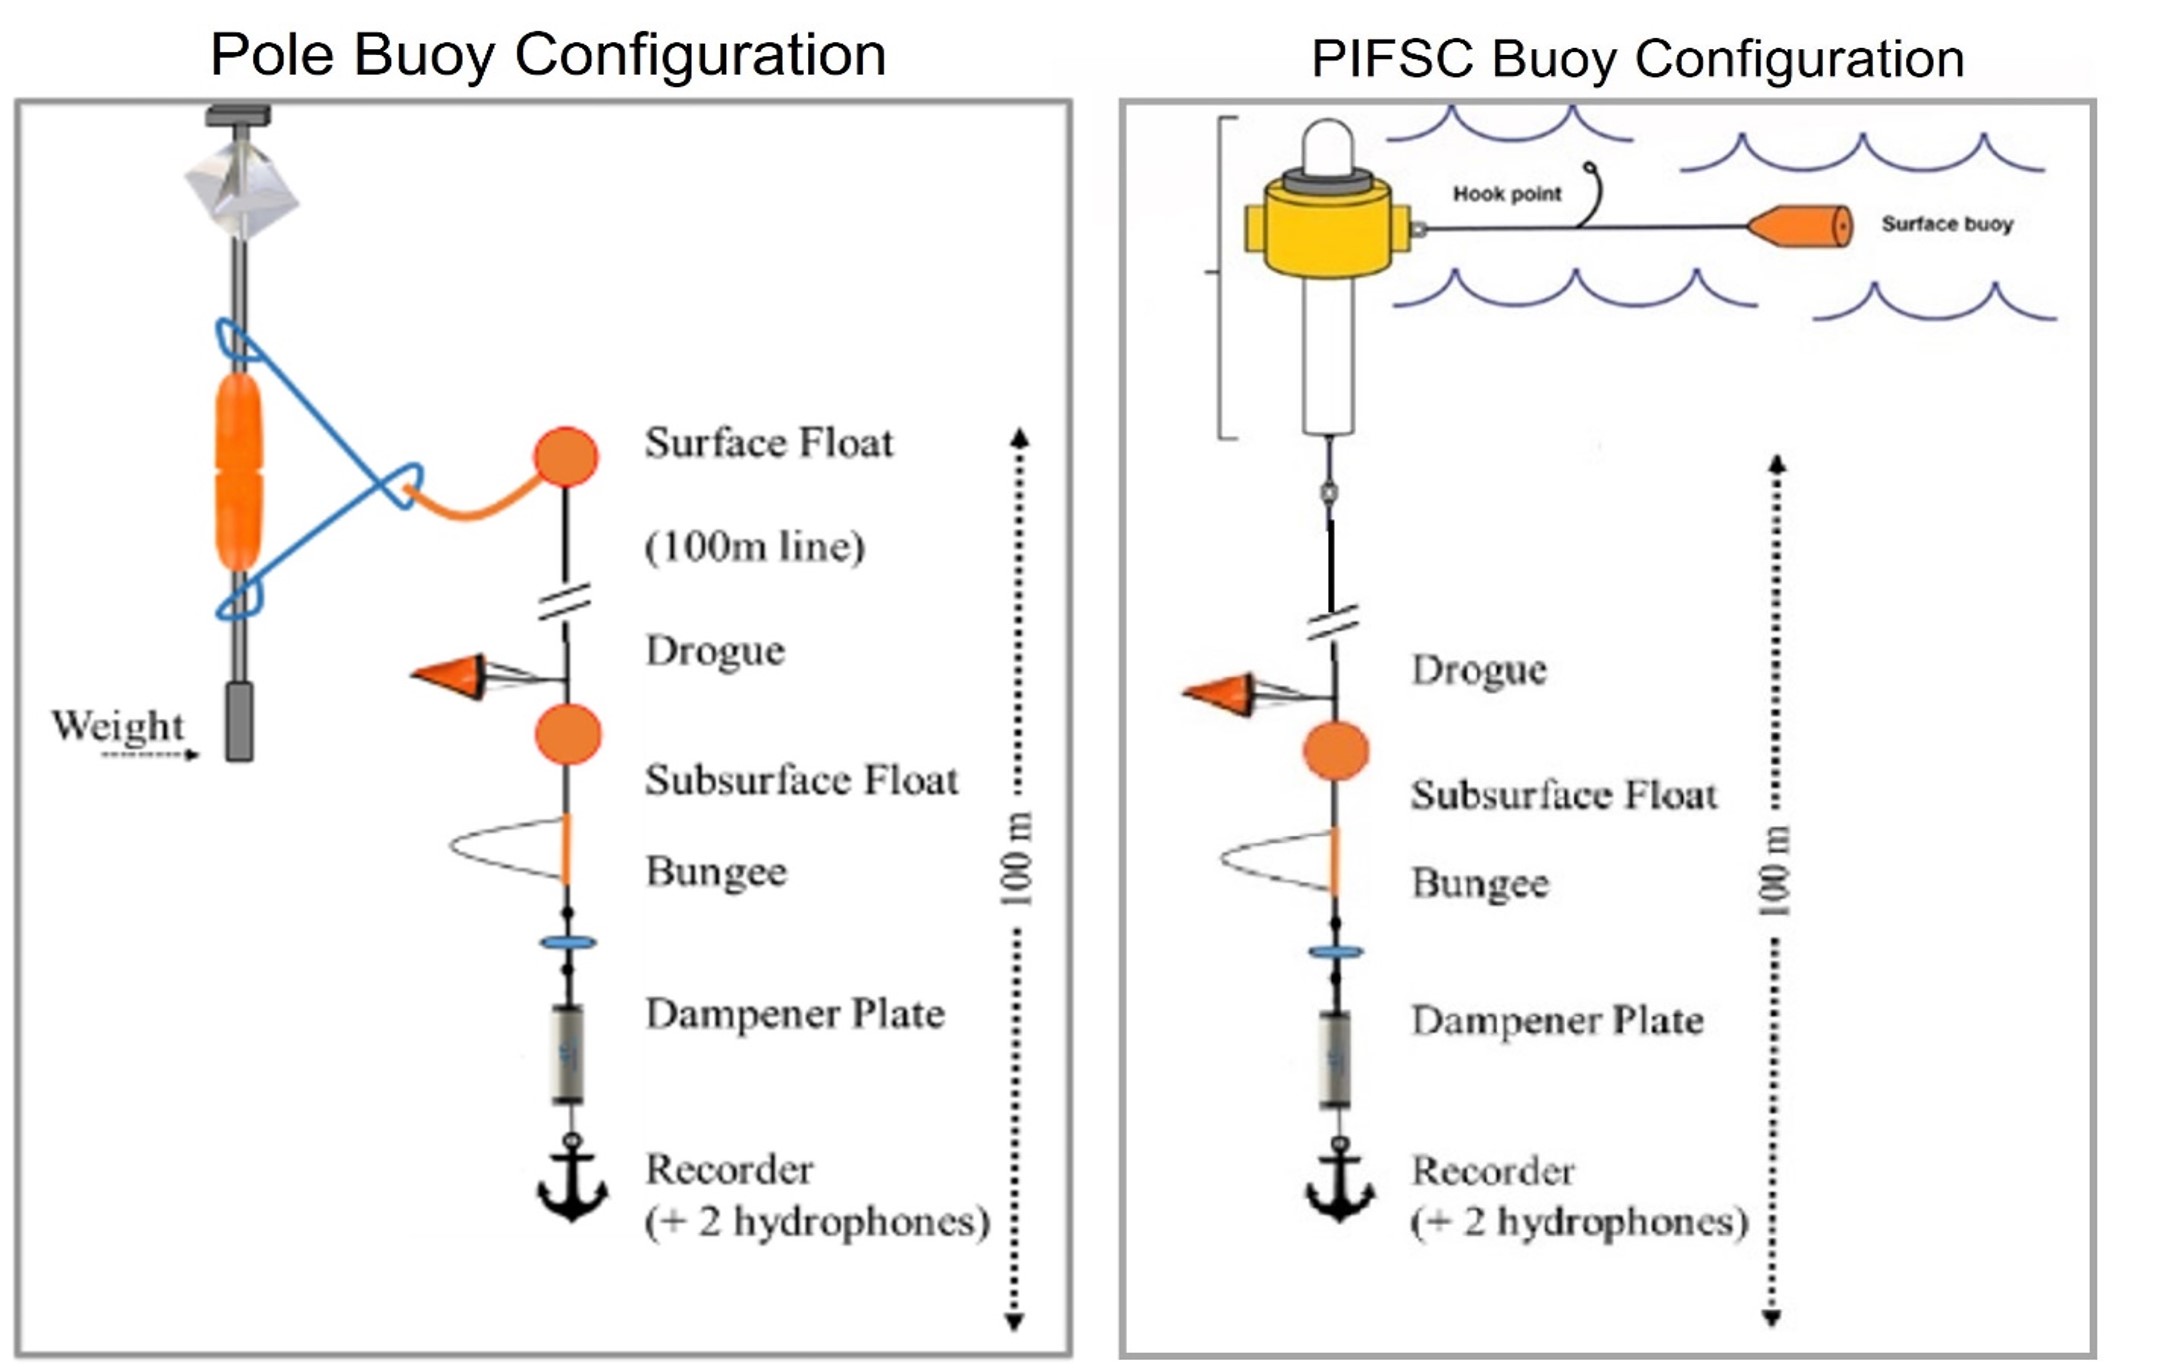 Pole Buoy Configuration
Weight
Surface Float
(100m line)
Drogue
Subsurface Float
Bungee
Dampener Plate
Recorder
(+ 2 hydrophones)
100 m
PIFSC Buoy Configuration
Hook point
Surface buoy
Drogue
Subsurface Float
Bungee
Dampener Plate
Recorder
(+ 2 hydrophones)
100 m